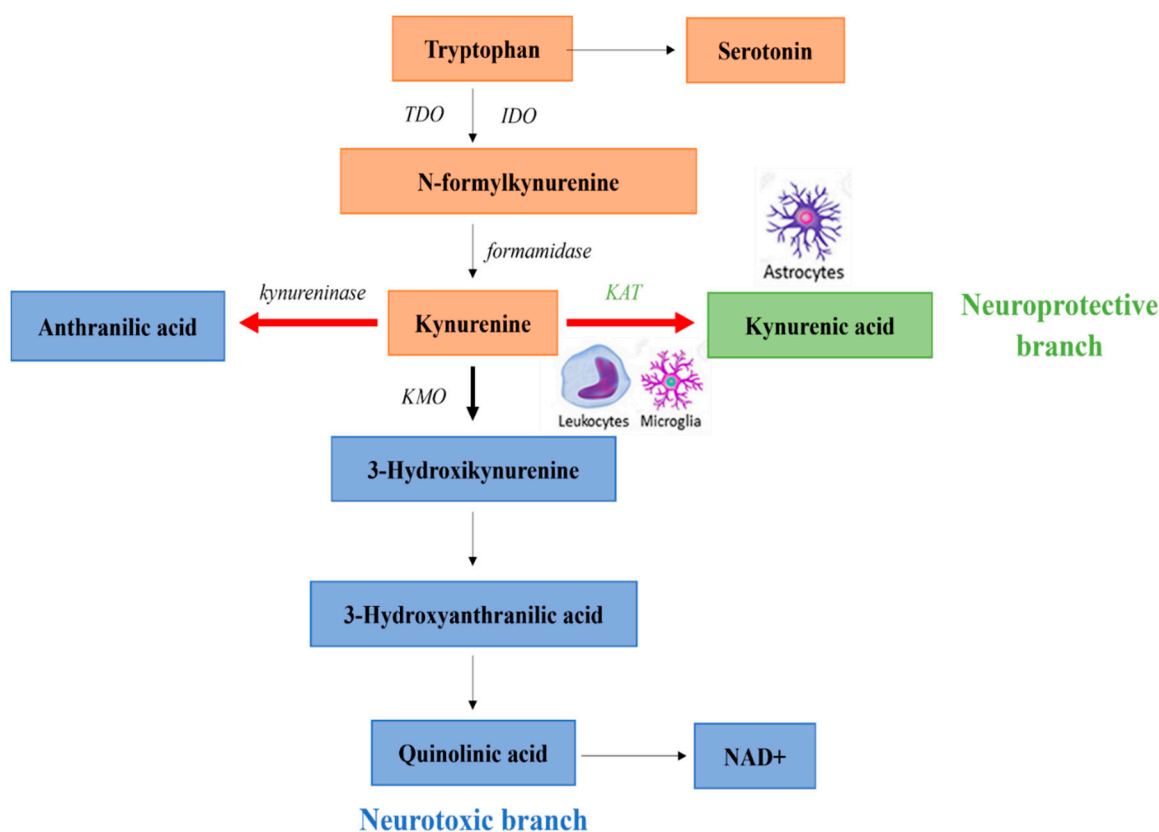 Tryptophan
Serotonin
TDO
IDO
N-formylkynurenine
formamidase
Astrocytes
kynureninase
KAT
Anthranilic acid
Kynurenine
Kynurenic acid
Neuroprotective
branch
KMO
Leukocytes
Microglia
3-Hydroxikynurenine
3-Hydroxyanthranilic acid
Quinolinic acid
NAD+
Neurotoxic branch